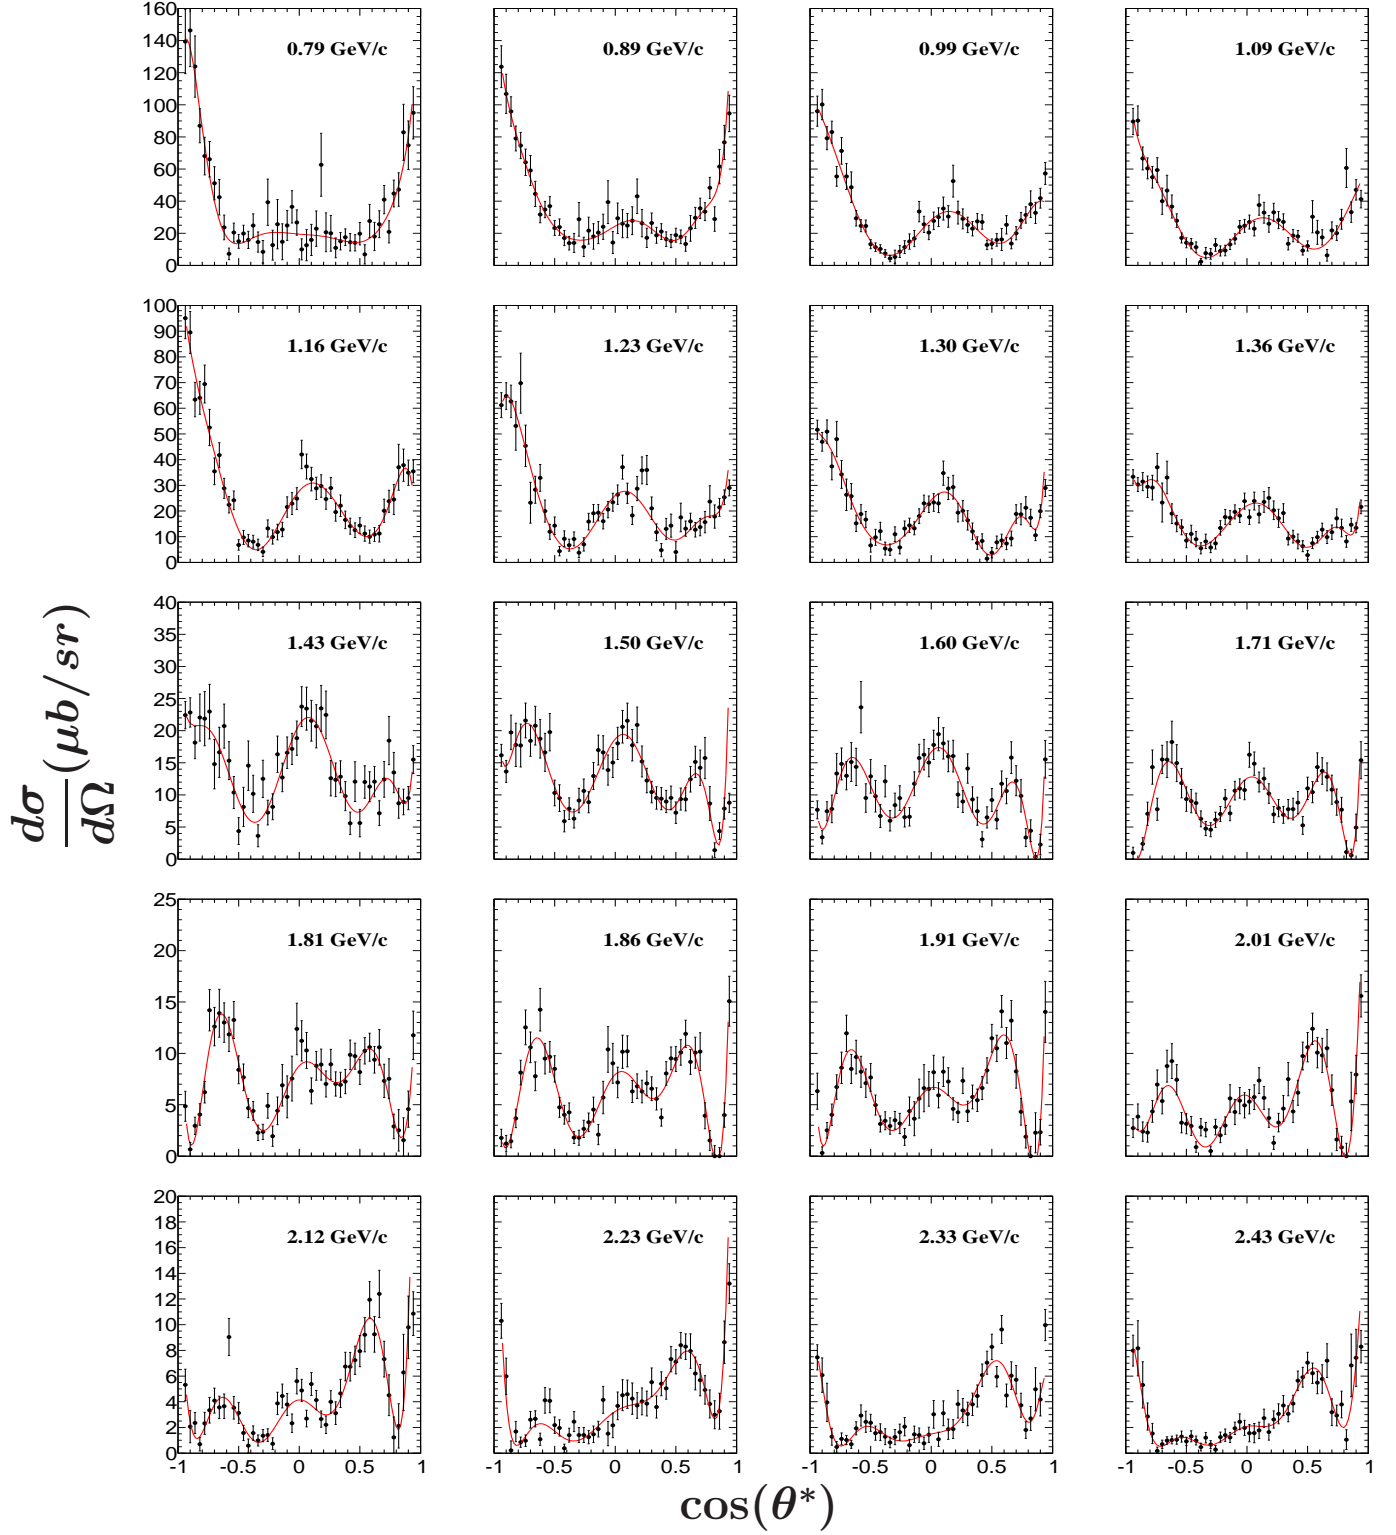 160
140
120
100
80
60
40
20
0
0.79 GeV/c
0.89 GeV/c
0.99 GeV/c
1.09 GeV/c
100
90
80
70
60
50
40
30
20
10
0
1.16 GeV/c
1.23 GeV/c
1.30 GeV/c
1.36 GeV/c
40
35
30
25
20
15
10
5
0
1.43 GeV/c
1.50 GeV/c
1.60 GeV/c
1.71 GeV/c
dσ/dΩ (μb/sr)
25
20
15
10
5
0
1.81 GeV/c
1.86 GeV/c
1.91 GeV/c
2.01 GeV/c
20
18
16
14
12
10
8
6
4
2
0
2.12 GeV/c
2.23 GeV/c
2.33 GeV/c
2.43 GeV/c
-1 -0.5 0 0.5 1 -1 -0.5 0 0.5 1 -1 -0.5 0 0.5 1 -1 -0.5 0 0.5 1
cos(θ*)